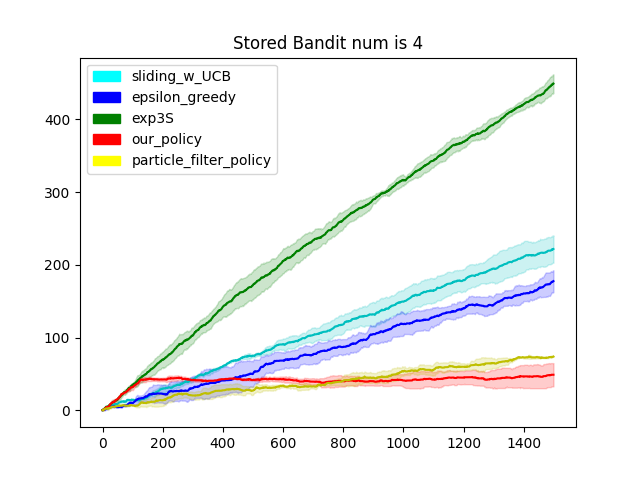 Stored Bandit num is 4
sliding_w_UCB
epsilon_greedy
exp3S
our_policy
particle_filter_policy
400
300
200
100
0
0 200 400 600 800 1000 1200 1400